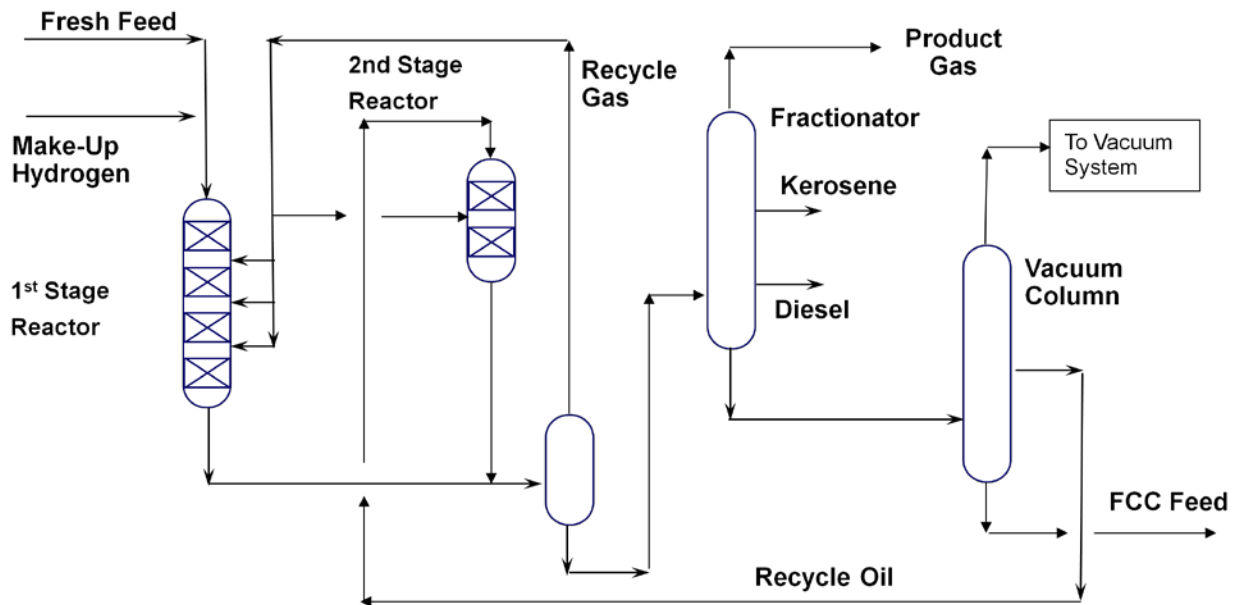 Fresh Feed
Make-Up
Hydrogen
1st Stage
Reactor
2nd Stage
Reactor
Recycle
Gas
Product
Gas
Fractionator
Kerosene
Diesel
To Vacuum
System
Vacuum
Column
FCC Feed
Recycle Oil